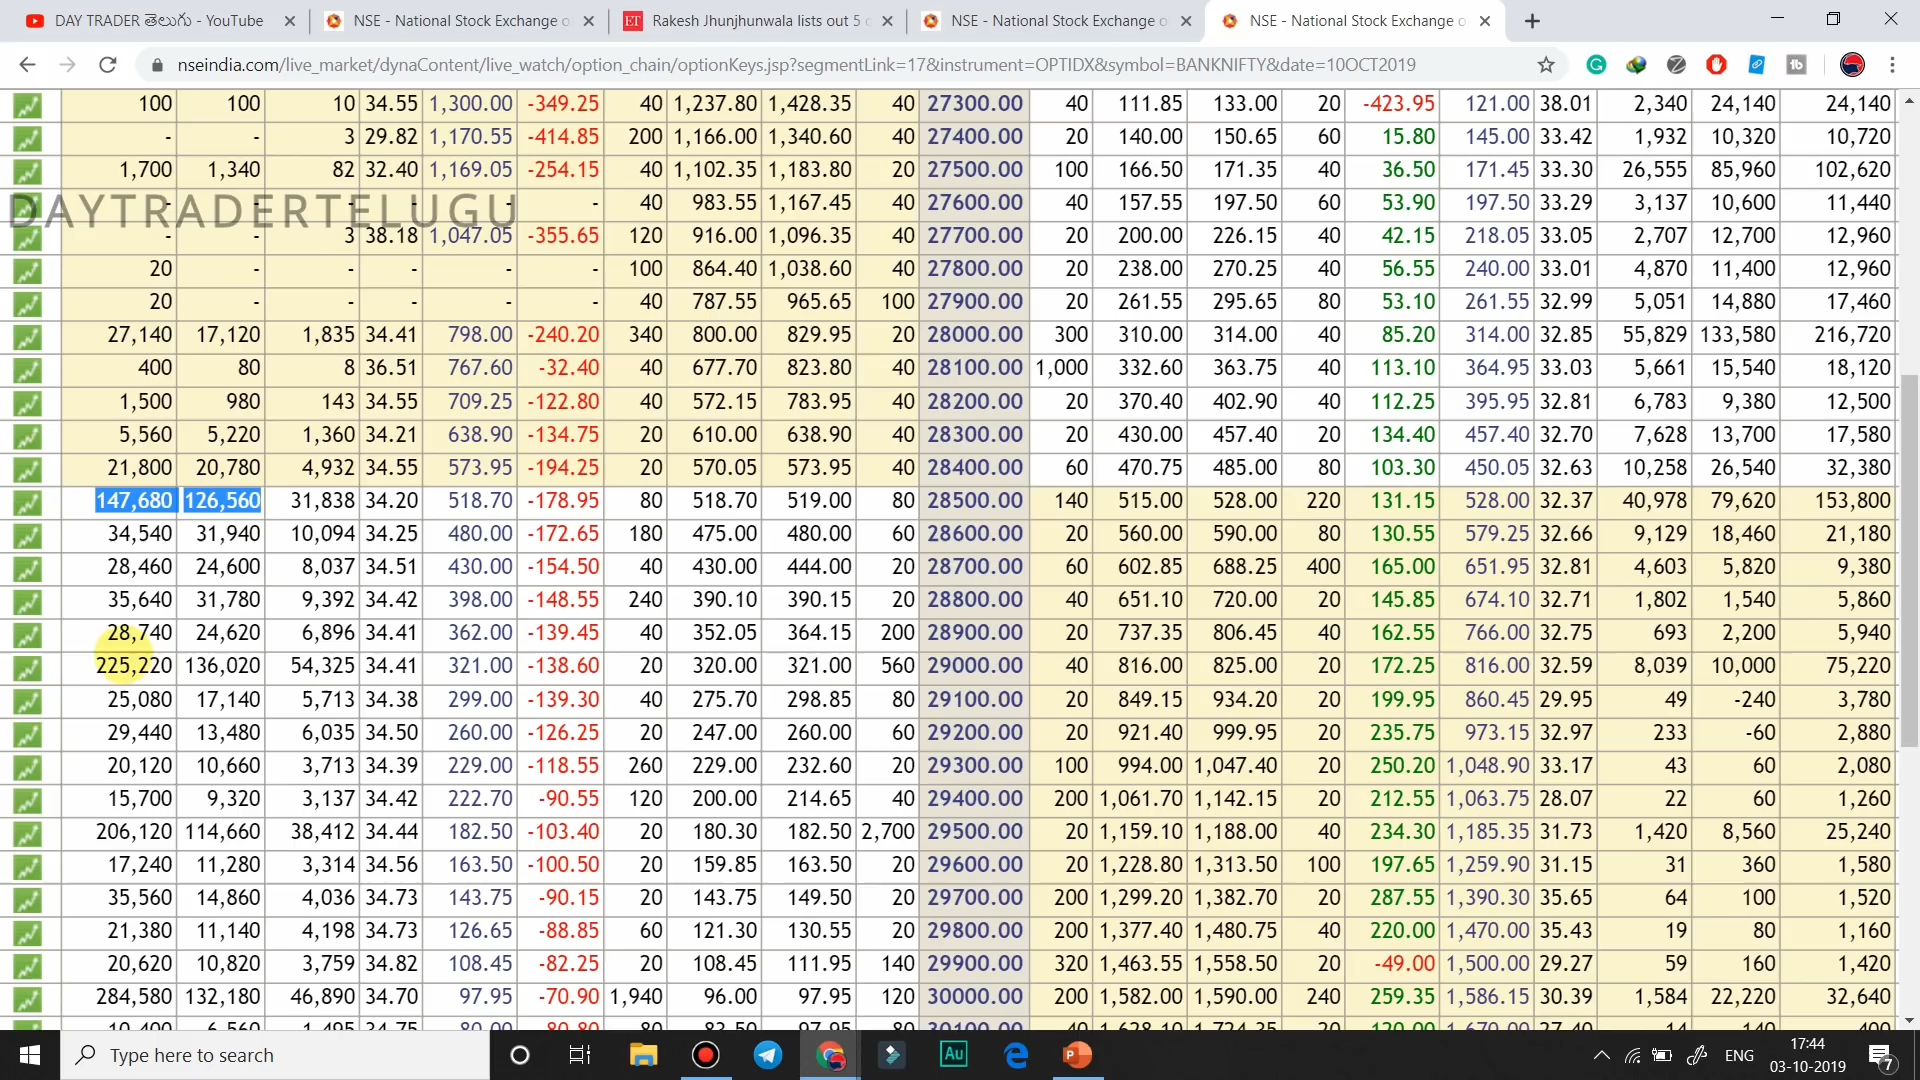 DAY TRADER తెలుగు - YouTube
NSE - National Stock Exchange o
Rakesh Jhunjhunwala lists out 5
NSE - National Stock Exchange o
NSE - National Stock Exchange o
nseindia.com/live_market/dynaContent/live_watch/option_chain/optionKeys.jsp?segmentLink=17&instrument=OPTIDX&symbol=BANKNIFTY&date=10OCT2019
100 100 10 34.55 1,300.00 -349.25 40 1,237.80 1,428.35 40 27300.00 40 111.85 133.00 20 -423.95 121.00 38.01 2,340 24,140 24,140
- - 3 29.82 1,170.55 -414.85 200 1,166.00 1,340.60 40 27400.00 20 140.00 150.65 60 15.80 145.00 33.42 1,932 10,320 10,720
1,700 1,340 82 32.40 1,169.05 -254.15 40 1,102.35 1,183.80 20 27500.00 100 166.50 171.35 40 36.50 171.45 33.30 26,555 85,960 102,620
- - - - - - 40 983.55 1,167.45 40 27600.00 40 157.55 197.50 60 53.90 197.50 33.29 3,137 10,600 11,440
DAYTRADERTELUGU
- - 3 38.18 1,047.05 -355.65 120 916.00 1,096.35 40 27700.00 20 200.00 226.15 40 42.15 218.05 33.05 2,707 12,700 12,960
20 - - - - - 100 864.40 1,038.60 40 27800.00 20 238.00 270.25 40 56.55 240.00 33.01 4,870 11,400 12,960
20 - - - - - 40 787.55 965.65 100 27900.00 20 261.55 295.65 80 53.10 261.55 32.99 5,051 14,880 17,460
27,140 17,120 1,835 34.41 798.00 -240.20 340 800.00 829.95 20 28000.00 300 310.00 314.00 40 85.20 314.00 32.85 55,829 133,580 216,720
400 80 8 36.51 767.60 -32.40 40 677.70 823.80 40 28100.00 1,000 332.60 363.75 40 113.10 364.95 33.03 5,661 15,540 18,120
1,500 980 143 34.55 709.25 -122.80 40 572.15 783.95 40 28200.00 20 370.40 402.90 40 112.25 395.95 32.81 6,783 9,380 12,500
5,560 5,220 1,360 34.21 638.90 -134.75 20 610.00 638.90 40 28300.00 20 430.00 457.40 20 134.40 457.40 32.70 7,628 13,700 17,580
21,800 20,780 4,932 34.55 573.95 -194.25 20 570.05 573.95 40 28400.00 60 470.75 485.00 80 103.30 450.05 32.63 10,258 26,540 32,380
147,680 126,560 31,838 34.20 518.70 -178.95 80 518.70 519.00 80 28500.00 140 515.00 528.00 220 131.15 528.00 32.37 40,978 79,620 153,800
34,540 31,940 10,094 34.25 480.00 -172.65 180 475.00 480.00 60 28600.00 20 560.00 590.00 80 130.55 579.25 32.66 9,129 18,460 21,180
28,460 24,600 8,037 34.51 430.00 -154.50 40 430.00 444.00 20 28700.00 60 602.85 688.25 400 165.00 651.95 32.81 4,603 5,820 9,380
35,640 31,780 9,392 34.42 398.00 -148.55 240 390.10 390.15 20 28800.00 40 651.10 720.00 20 145.85 674.10 32.71 1,802 1,540 5,860
28,740 24,620 6,896 34.41 362.00 -139.45 40 352.05 364.15 200 28900.00 20 737.35 806.45 40 162.55 766.00 32.75 693 2,200 5,940
225,220 136,020 54,325 34.41 321.00 -138.60 20 320.00 321.00 560 29000.00 40 816.00 825.00 20 172.25 816.00 32.59 8,039 10,000 75,220
25,080 17,140 5,713 34.38 299.00 -139.30 40 275.70 298.85 80 29100.00 20 849.15 934.20 20 199.95 860.45 29.95 49 -240 3,780
29,440 13,480 6,035 34.50 260.00 -126.25 20 247.00 260.00 60 29200.00 20 921.40 999.95 20 235.75 973.15 32.97 233 -60 2,880
20,120 10,660 3,713 34.39 229.00 -118.55 260 229.00 232.60 20 29300.00 100 994.00 1,047.40 20 250.20 1,048.90 33.17 43 60 2,080
15,700 9,320 3,137 34.42 222.70 -90.55 120 200.00 214.65 40 29400.00 200 1,061.70 1,142.15 20 212.55 1,063.75 28.07 22 60 1,260
206,120 114,660 38,412 34.44 182.50 -103.40 20 180.30 182.50 2,700 29500.00 20 1,159.10 1,188.00 40 234.30 1,185.35 31.73 1,420 8,560 25,240
17,240 11,280 3,314 34.56 163.50 -100.50 20 159.85 163.50 20 29600.00 20 1,228.80 1,313.50 100 197.65 1,259.90 31.15 31 360 1,580
35,560 14,860 4,036 34.73 143.75 -90.15 20 143.75 149.50 20 29700.00 200 1,299.20 1,382.70 20 287.55 1,390.30 35.65 64 100 1,520
21,380 11,140 4,198 34.73 126.65 -88.85 60 121.30 130.55 20 29800.00 200 1,377.40 1,480.75 40 220.00 1,470.00 35.43 19 80 1,160
20,620 10,820 3,759 34.82 108.45 -82.25 20 108.45 111.95 140 29900.00 320 1,463.55 1,558.50 20 -49.00 1,500.00 29.27 59 160 1,420
284,580 132,180 46,890 34.70 97.95 -70.90 1,940 96.00 97.95 120 30000.00 200 1,582.00 1,590.00 240 259.35 1,586.15 30.39 1,584 22,220 32,640
Type here to search
ENG
17:44
03-10-2019
7